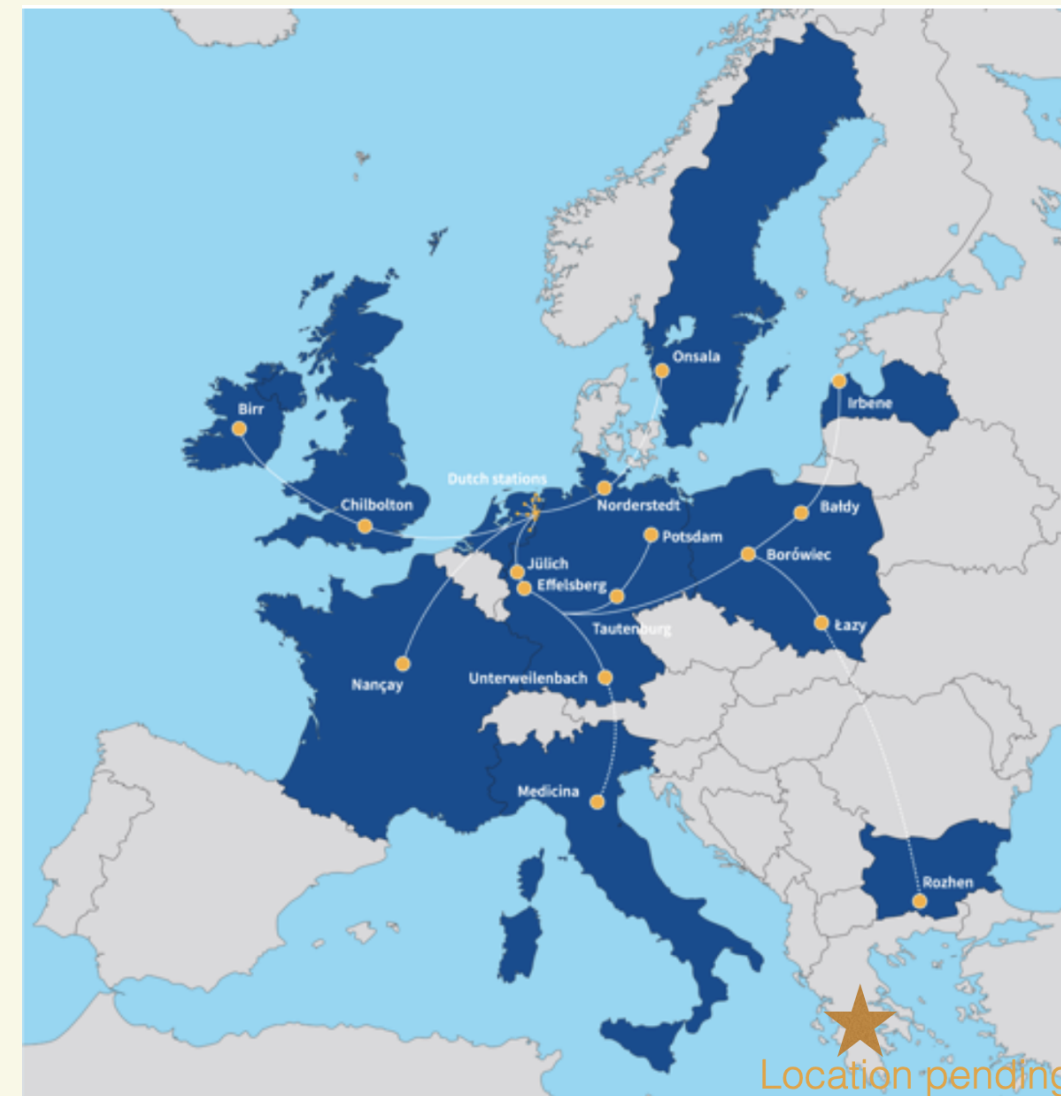 Onsala
Irbene
Birr
Dutch stations
Chilbolton
Norderstedt
Bałdy
Potsdam
Borówiec
Jülich
Effelsberg
Tautenburg
Łazy
Nançay
Unterweilenbach
Medicina
Rozhen
Location pending